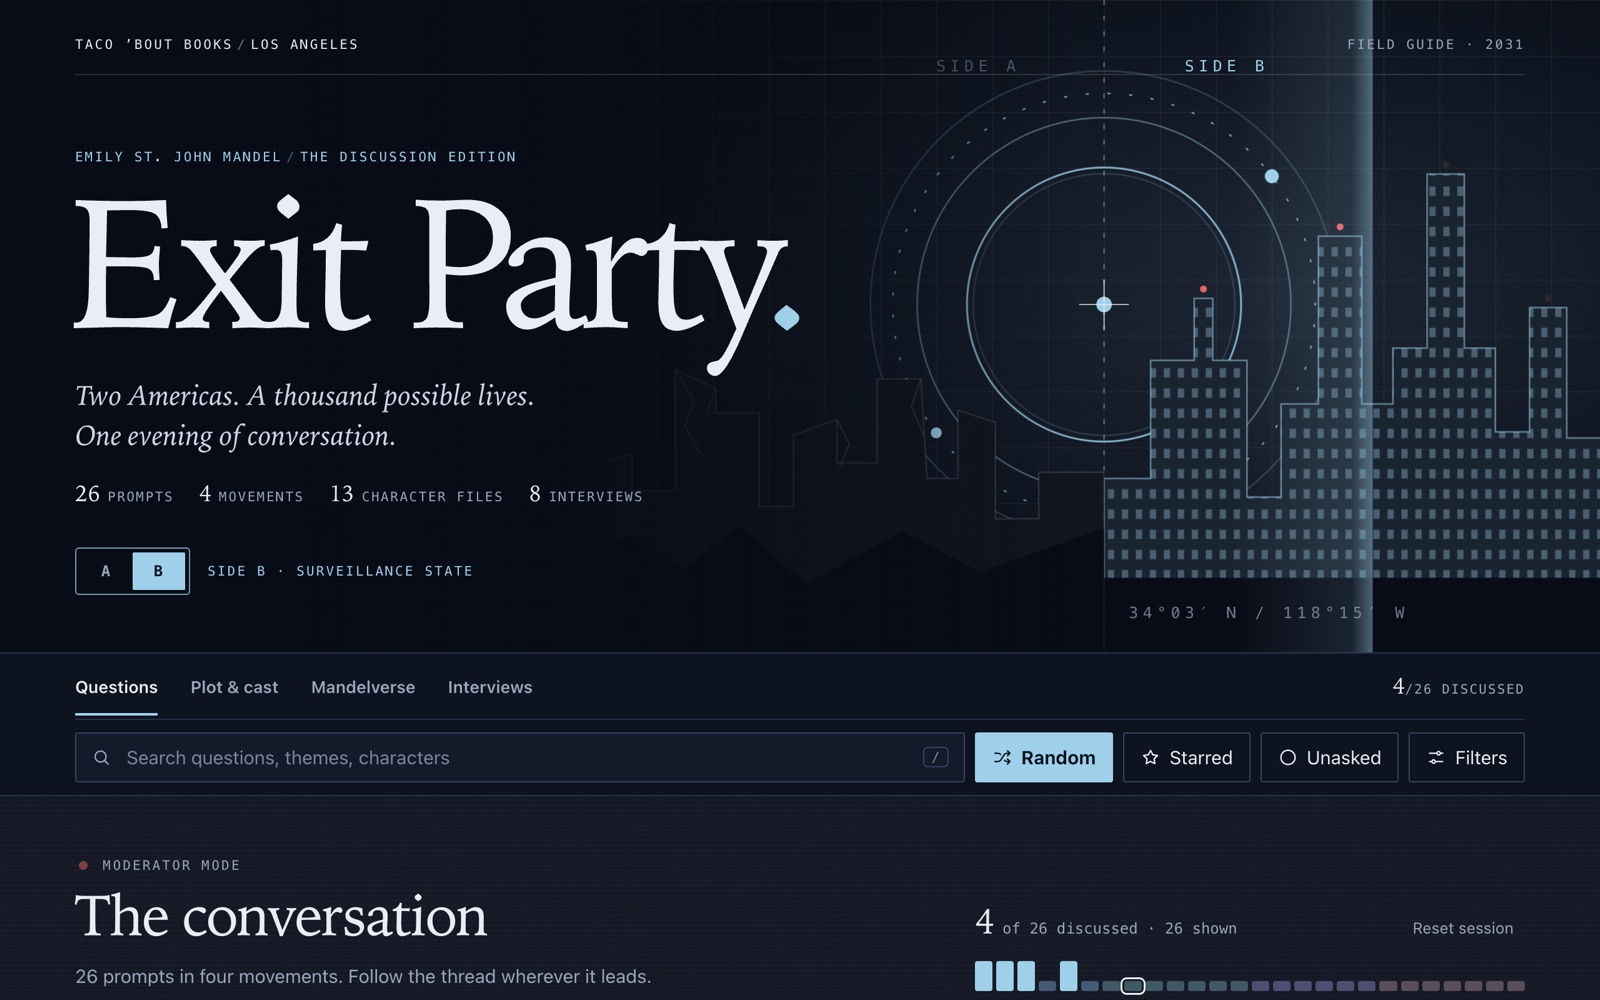 TACO ’BOUT BOOKS / LOS ANGELES
FIELD GUIDE · 2031
SIDE A
SIDE B
EMILY ST. JOHN MANDEL / THE DISCUSSION EDITION
Exit Party.
Two Americas. A thousand possible lives.
One evening of conversation.
26 PROMPTS 4 MOVEMENTS 13 CHARACTER FILES 8 INTERVIEWS
A B SIDE B · SURVEILLANCE STATE
34°03′ N / 118°15′ W
Questions Plot & cast Mandelverse Interviews
4/26 DISCUSSED
Search questions, themes, characters /
Random Starred Unasked Filters
MODERATOR MODE
The conversation
4 of 26 discussed · 26 shown
Reset session
26 prompts in four movements. Follow the thread wherever it leads.